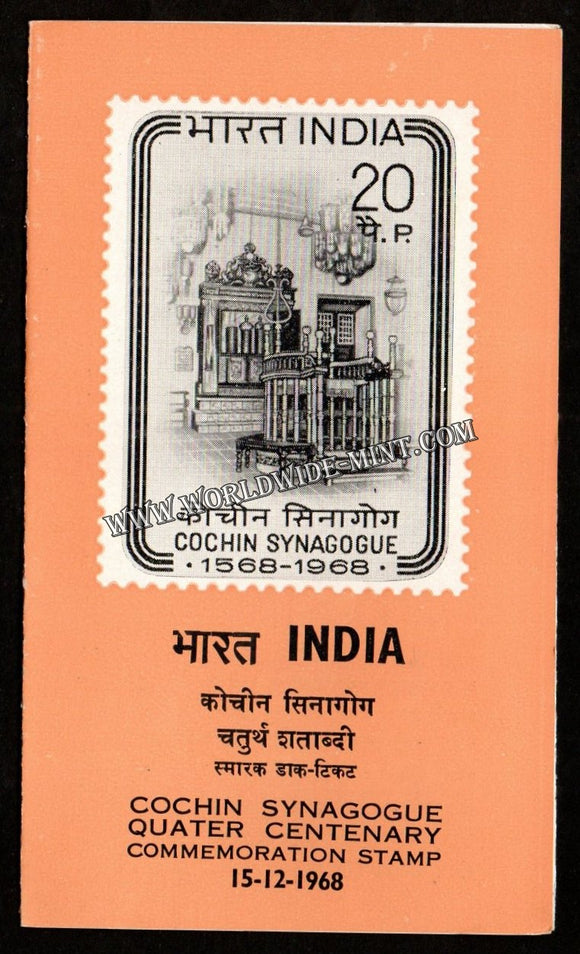 भारत INDIA
20
पै. P.
WWW.WORLDWIDE-MINT.COM
कोचीन सिनागोग
COCHIN SYNAGOGUE
· 1568-1968 ·
भारत INDIA
कोचीन सिनागोग
चतुर्थ शताब्दी
स्मारक डाक-टिकट
COCHIN SYNAGOGUE
QUATER CENTENARY
COMMEMORATION STAMP
15-12-1968